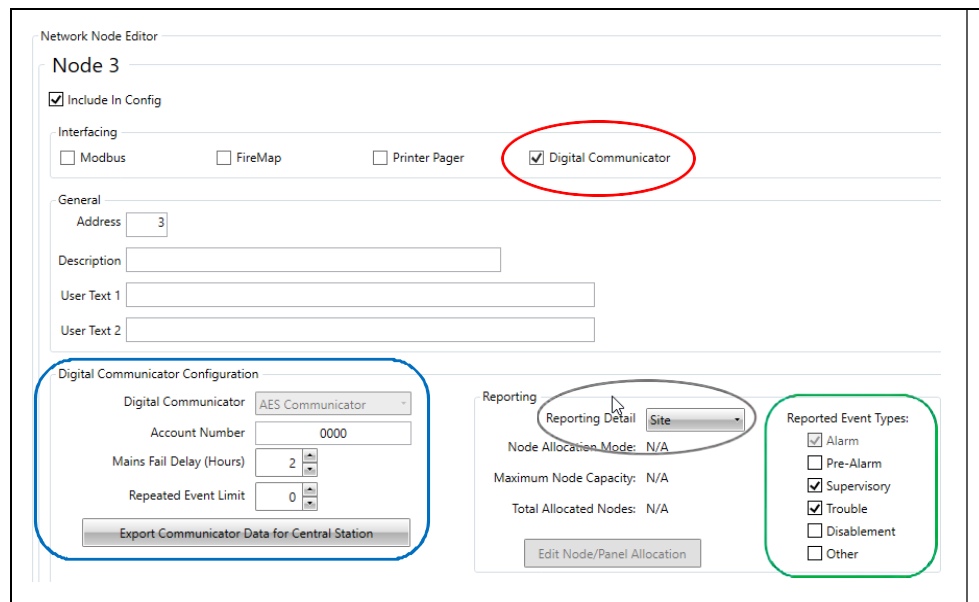 Network Node Editor
Node 3
Include In Config
Interfacing
Modbus FireMap Printer Pager Digital Communicator
General
Address 3
Description
User Text 1
User Text 2
Digital Communicator Configuration
Digital Communicator AES Communicator
Account Number 0000
Mains Fail Delay (Hours) 2
Repeated Event Limit 0
Export Communicator Data for Central Station
Reporting
Reporting Detail Site
Node Allocation Mode: N/A
Maximum Node Capacity: N/A
Total Allocated Nodes: N/A
Edit Node/Panel Allocation
Reported Event Types:
Alarm
Pre-Alarm
Supervisory
Trouble
Disablement
Other